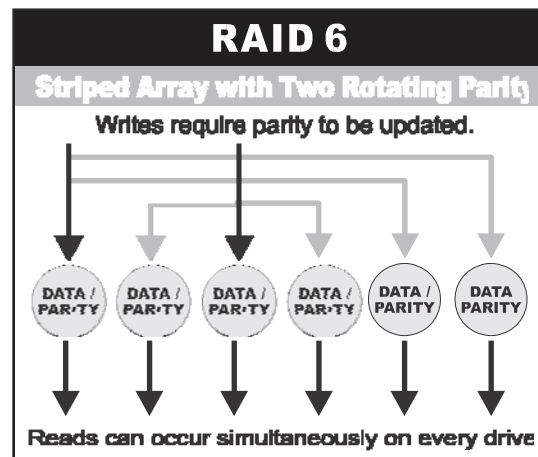 RAID 6
Striped Array with Two Rotating Parity
Writes require parity to be updated.
DATA / DATA / DATA / DATA / DATA / DATA
PARITY PARITY PARITY PARITY PARITY PARITY
Reads can occur simultaneously on every drive